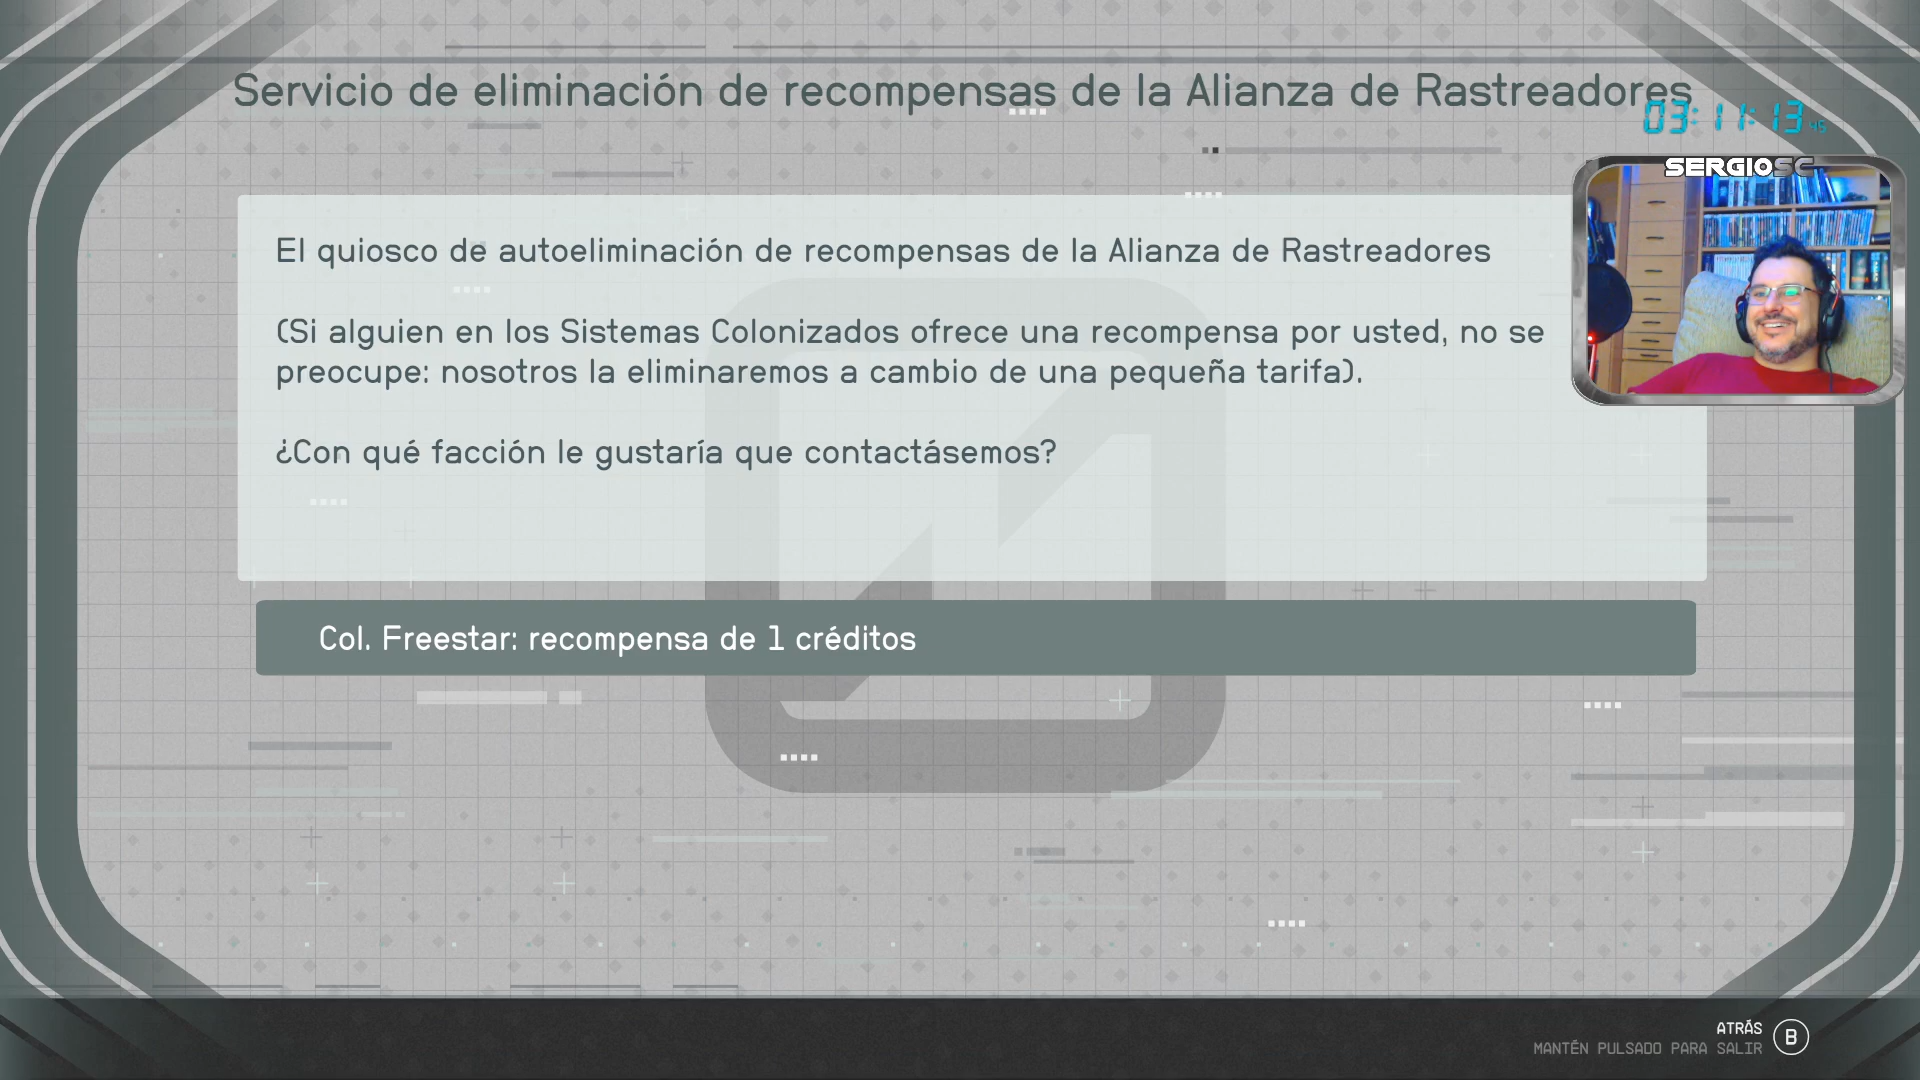 Servicio de eliminación de recompensas de la Alianza de Rastreadores
03:11:13 45
SERGIOSC
El quiosco de autoeliminación de recompensas de la Alianza de Rastreadores
(Si alguien en los Sistemas Colonizados ofrece una recompensa por usted, no se
preocupe: nosotros la eliminaremos a cambio de una pequeña tarifa).
¿Con qué facción le gustaría que contactásemos?
Col. Freestar: recompensa de 1 créditos
ATRÁS
B
MANTÉN PULSADO PARA SALIR